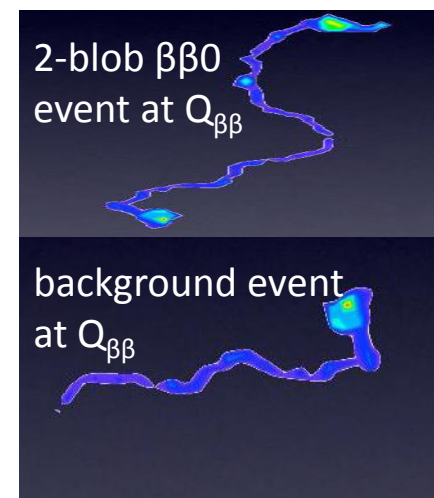 2-blob ββ0
event at Qββ
background event
at Qββ